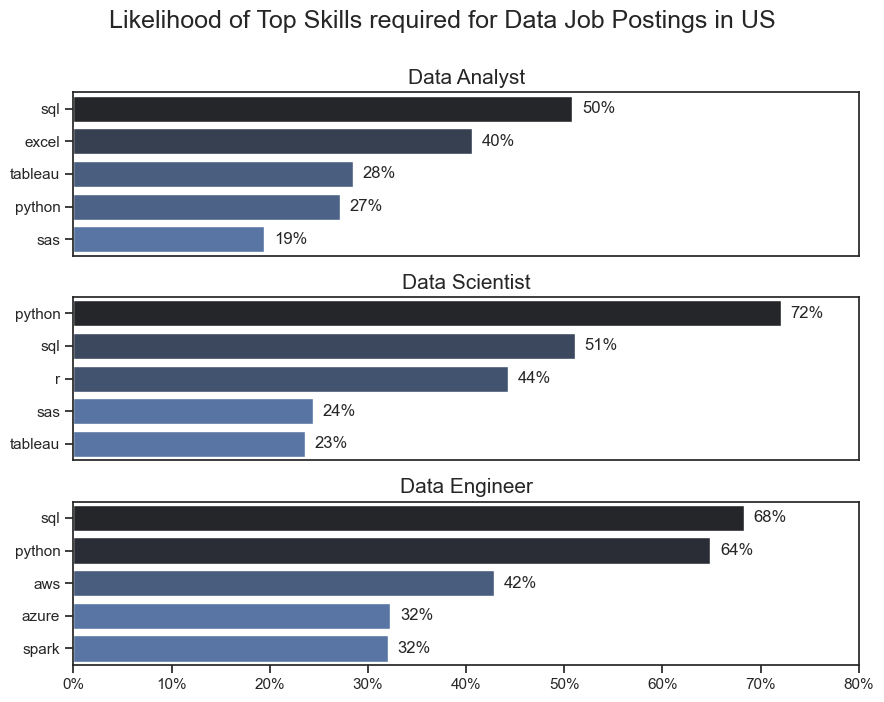 Likelihood of Top Skills required for Data Job Postings in US
Data Analyst
sql 50%
excel 40%
tableau 28%
python 27%
sas 19%
Data Scientist
python 72%
sql 51%
r 44%
sas 24%
tableau 23%
Data Engineer
sql 68%
python 64%
aws 42%
azure 32%
spark 32%
0% 10% 20% 30% 40% 50% 60% 70% 80%